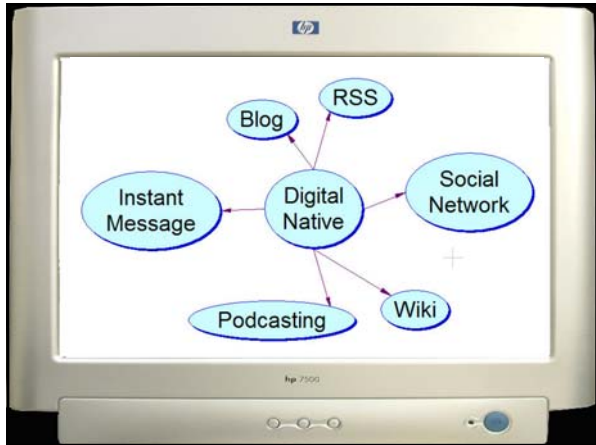 hp
RSS
Blog
Social
Network
Instant
Message
Digital
Native
Wiki
Podcasting
hp 7500